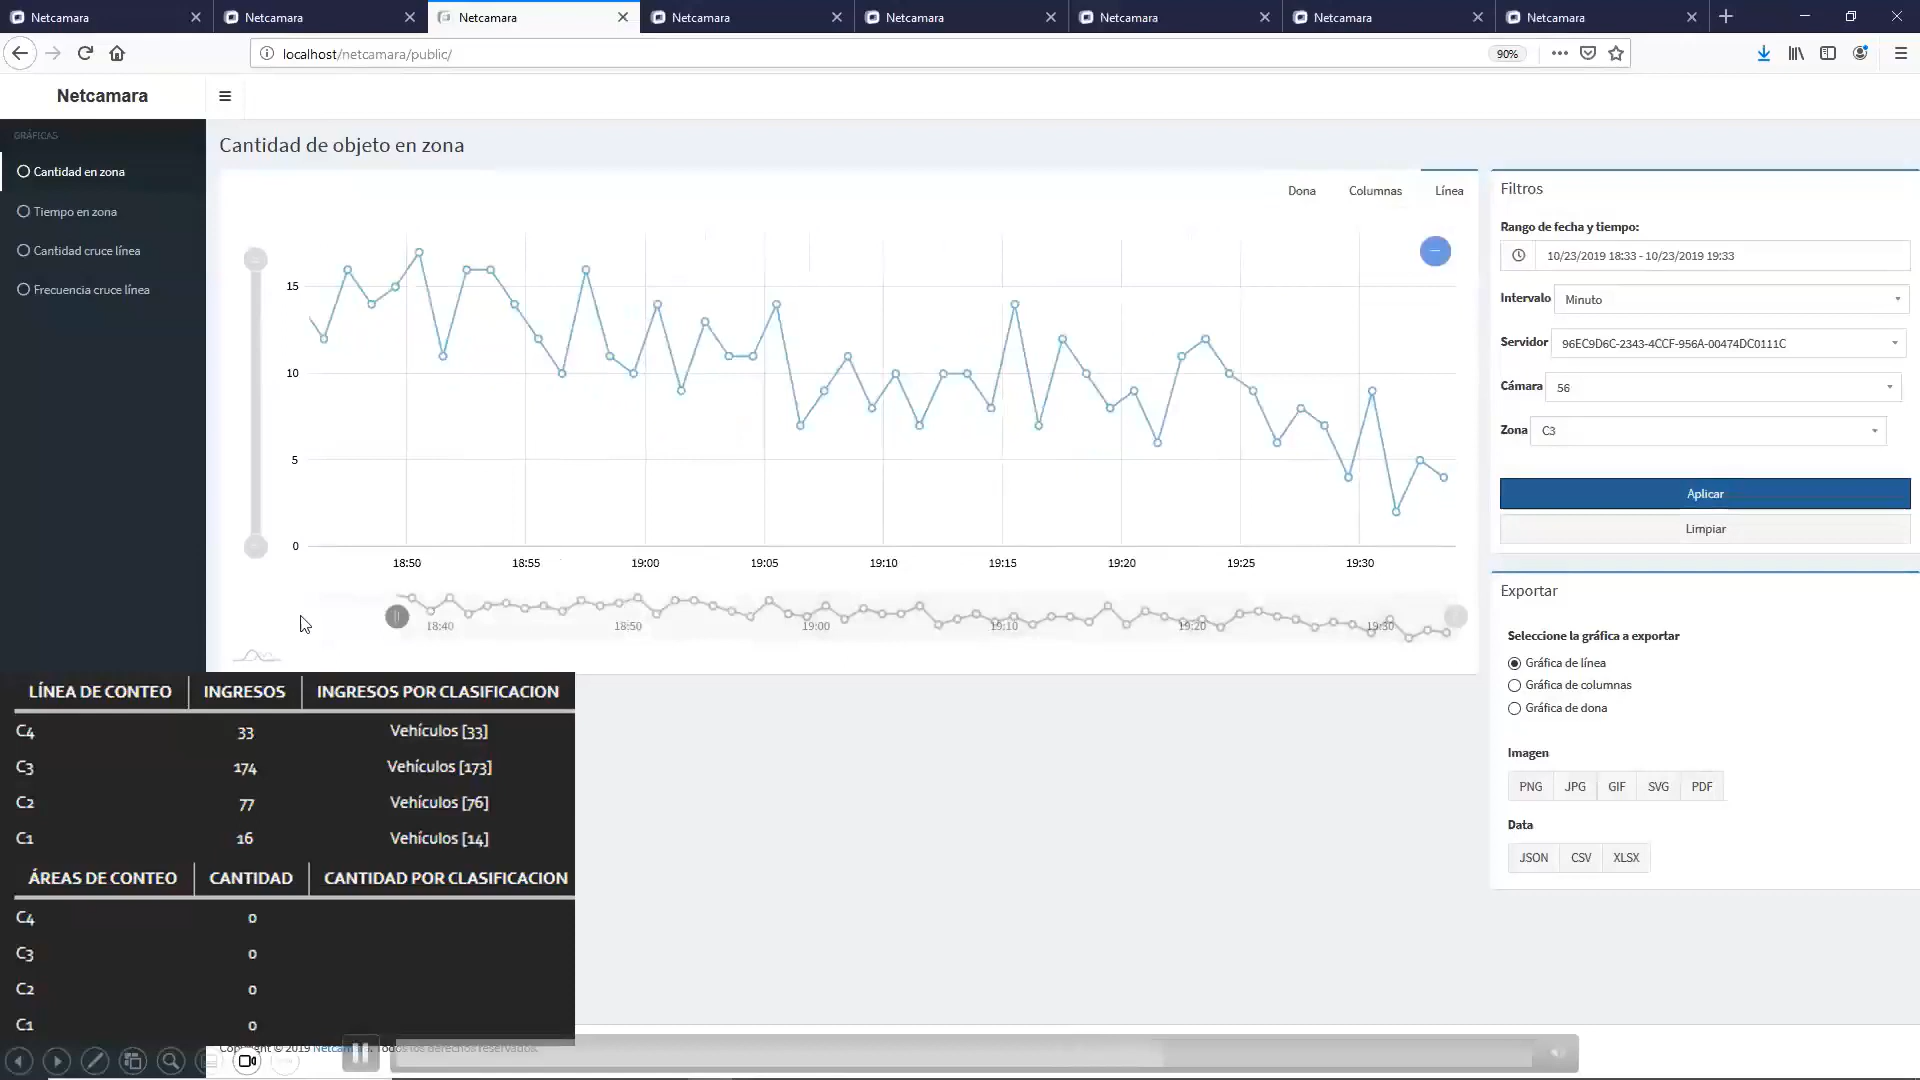 Netcamara Netcamara Netcamara Netcamara Netcamara Netcamara Netcamara Netcamara
localhost/netcamara/public/ 90%
Netcamara
GRÁFICAS
Cantidad en zona
Tiempo en zona
Cantidad cruce línea
Frecuencia cruce línea
Cantidad de objeto en zona
Dona Columnas Línea
15
10
5
0
18:50 18:55 19:00 19:05 19:10 19:15 19:20 19:25 19:30
18:40 18:50 19:00 19:10 19:20 19:30
Filtros
Rango de fecha y tiempo:
10/23/2019 18:33 - 10/23/2019 19:33
Intervalo Minuto
Servidor 96EC9D6C-2343-4CCF-956A-00474DC0111C
Cámara 56
Zona C3
Aplicar
Limpiar
Exportar
Seleccione la gráfica a exportar
Gráfica de línea
Gráfica de columnas
Gráfica de dona
Imagen
PNG JPG GIF SVG PDF
Data
JSON CSV XLSX
LÍNEA DE CONTEO INGRESOS INGRESOS POR CLASIFICACION
C4 33 Vehículos [33]
C3 174 Vehículos [173]
C2 77 Vehículos [76]
C1 16 Vehículos [14]
ÁREAS DE CONTEO CANTIDAD CANTIDAD POR CLASIFICACION
C4 0
C3 0
C2 0
C1 0
Copyright © 2019 Netcamara. Todos los derechos reservados.